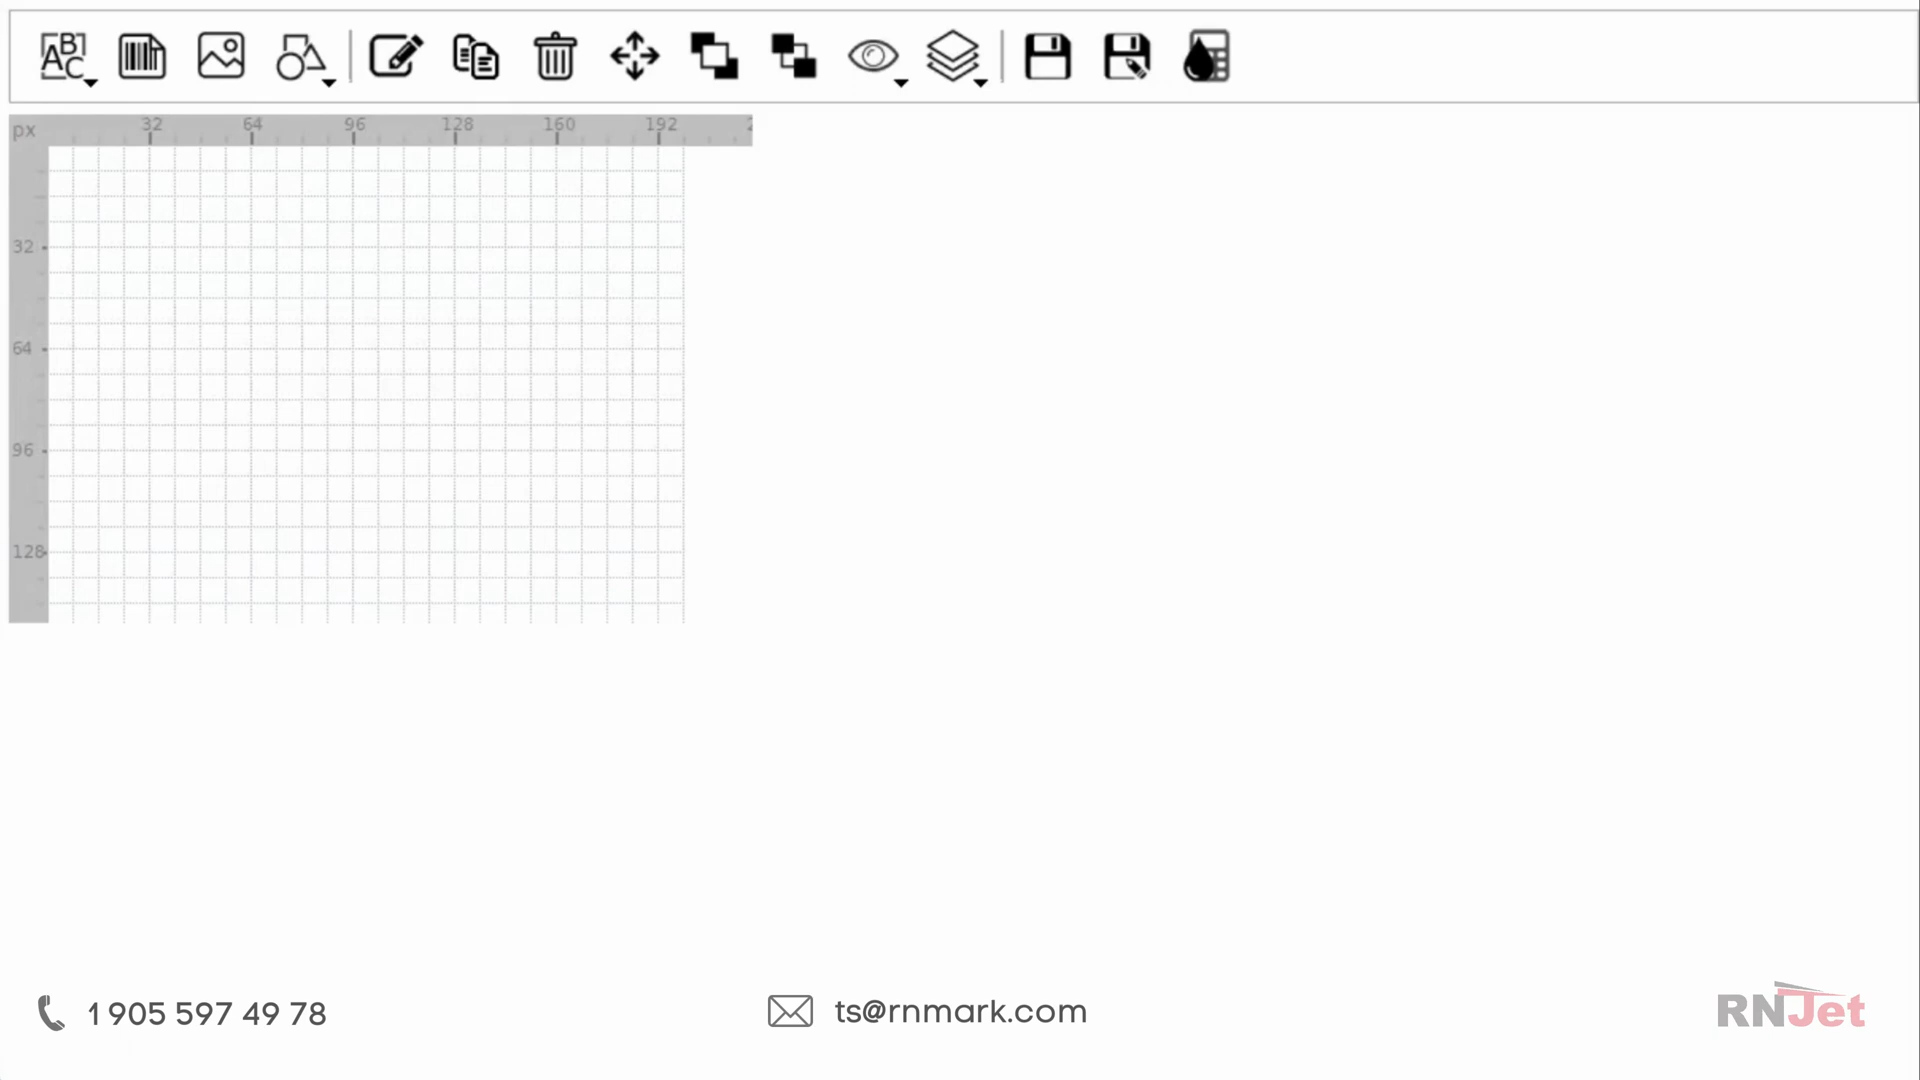 ABC
px 32 64 96 128 160 192
32
64
96
128
1 905 597 49 78
ts@rnmark.com
RNJet